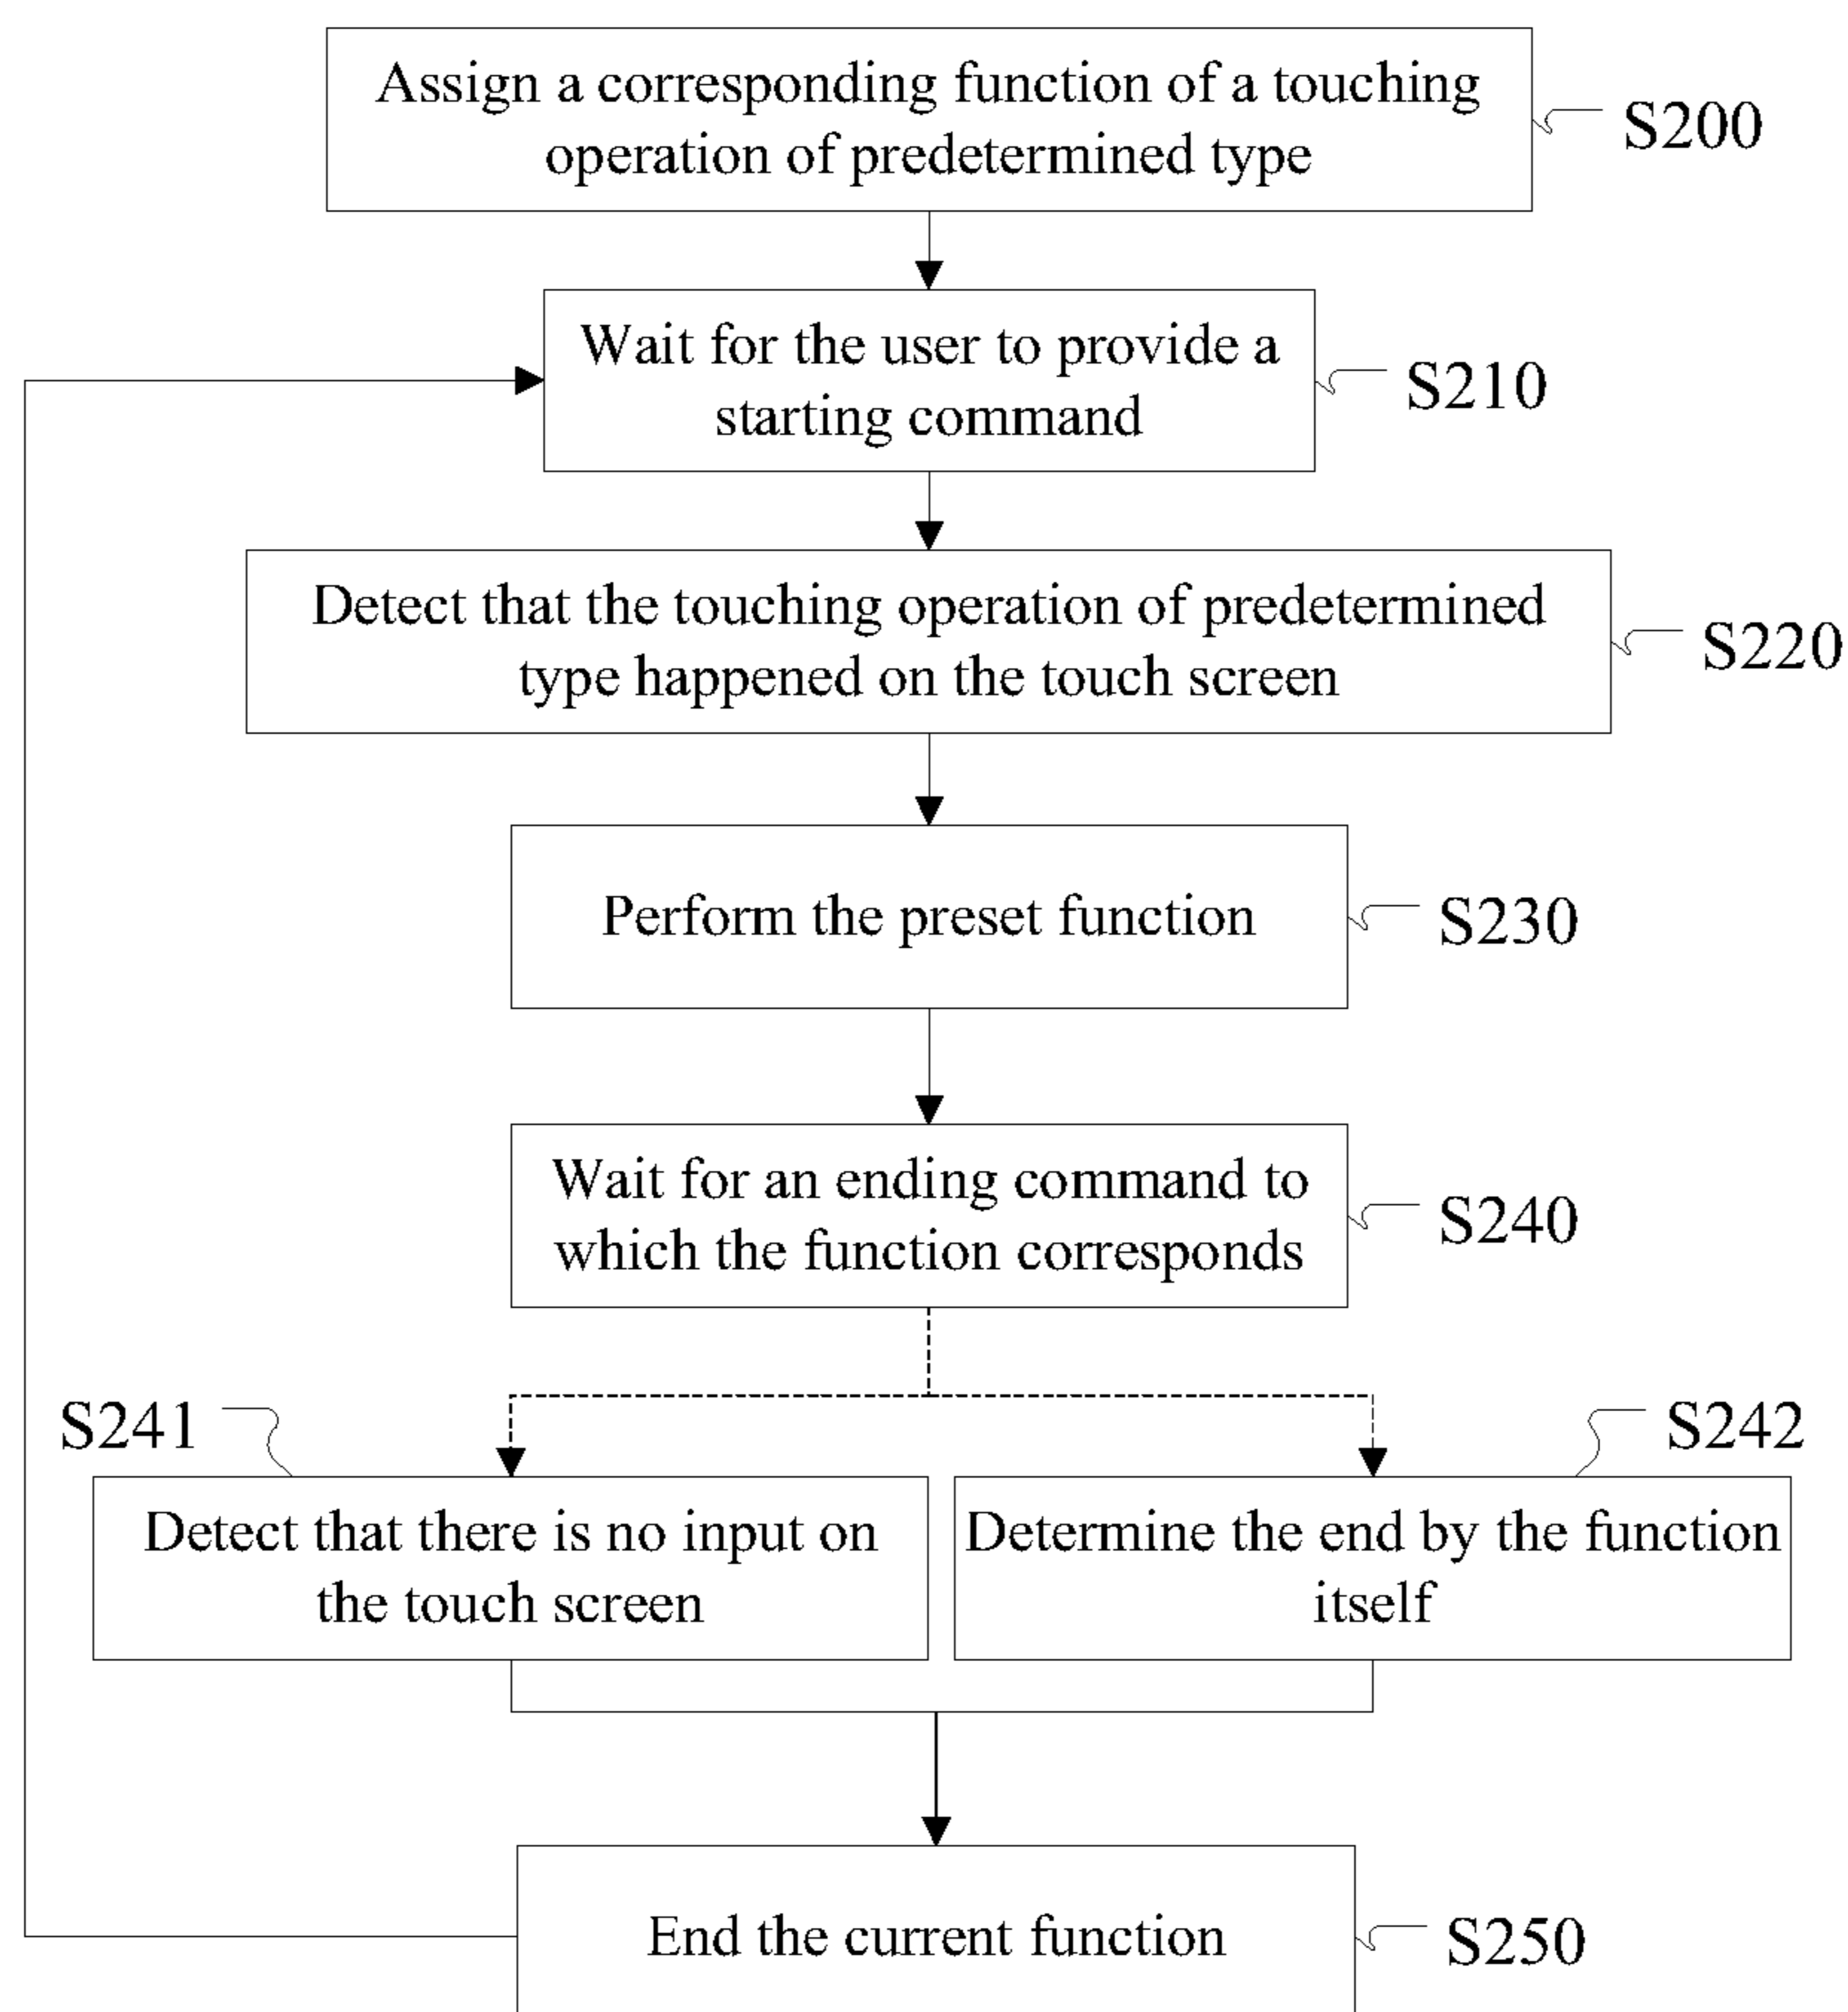 Assign a corresponding function of a touching
operation of predetermined type
S200
Wait for the user to provide a
starting command
S210
Detect that the touching operation of predetermined
type happened on the touch screen
S220
Perform the preset function
S230
Wait for an ending command to
which the function corresponds
S240
S241
Detect that there is no input on
the touch screen
S242
Determine the end by the function
itself
End the current function
S250